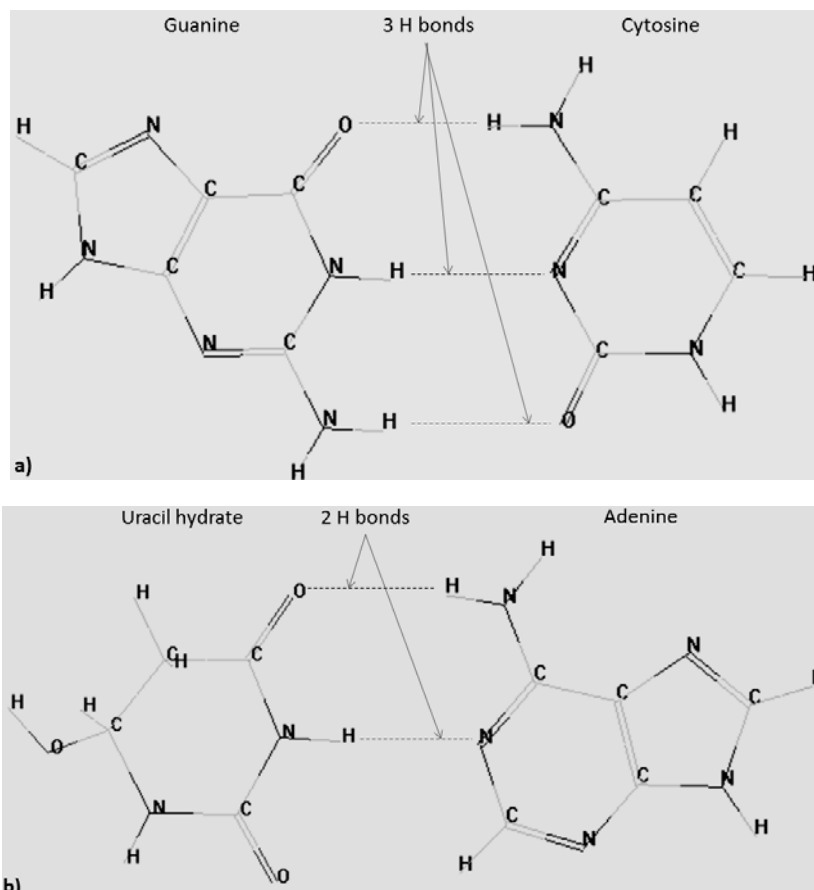 Guanine 3 H bonds Cytosine
H
H N O H N H
C
C C C C
N
C N H N C H
H
N C C N
H
N H O
a) H
Uracil hydrate 2 H bonds Adenine
H
H O H N
N
C H C C
H H C C
C N H N
O
C N
N C C H
N
H H
O
b)